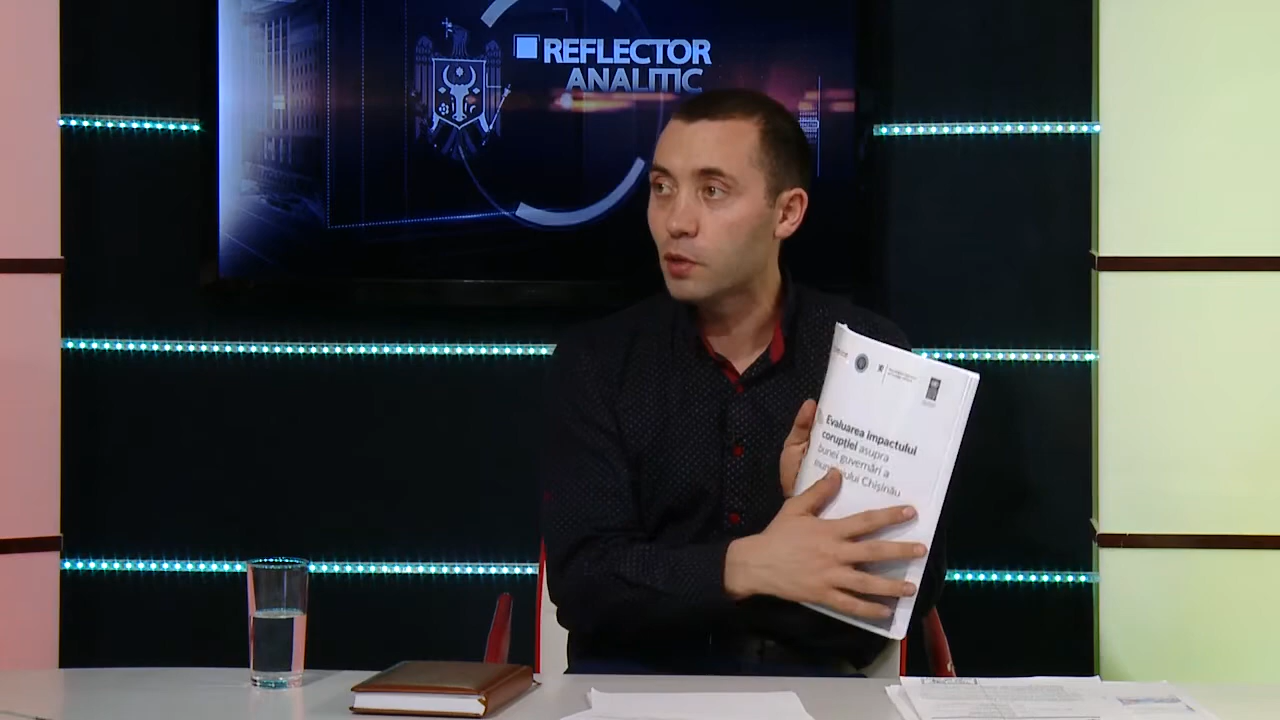 REFLECTOR
ANALITIC
Evaluarea impactului
corupției asupra
bunei guvernări a
Chișinău